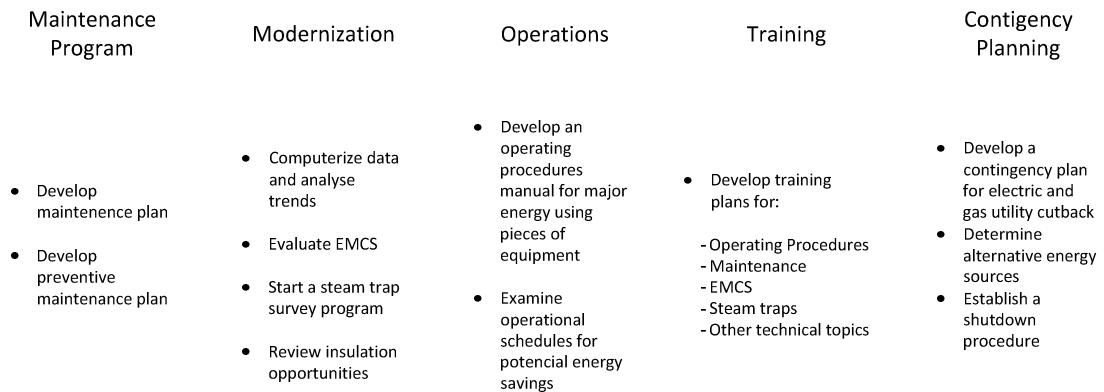 Maintenance
Program
● Develop
maintenence plan
● Develop
preventive
maintenance plan
Modernization
● Computerize data
and analyse
trends
● Evaluate EMCS
● Start a steam trap
survey program
● Review insulation
opportunities
Operations
● Develop an
operating
procedures
manual for major
energy using
pieces of
equipment
● Examine
operational
schedules for
potencial energy
savings
Training
● Develop training
plans for:
- Operating Procedures
- Maintenance
- EMCS
- Steam traps
- Other technical topics
Contigency
Planning
● Develop a
contingency plan
for electric and
gas utility cutback
● Determine
alternative energy
sources
● Establish a
shutdown
procedure